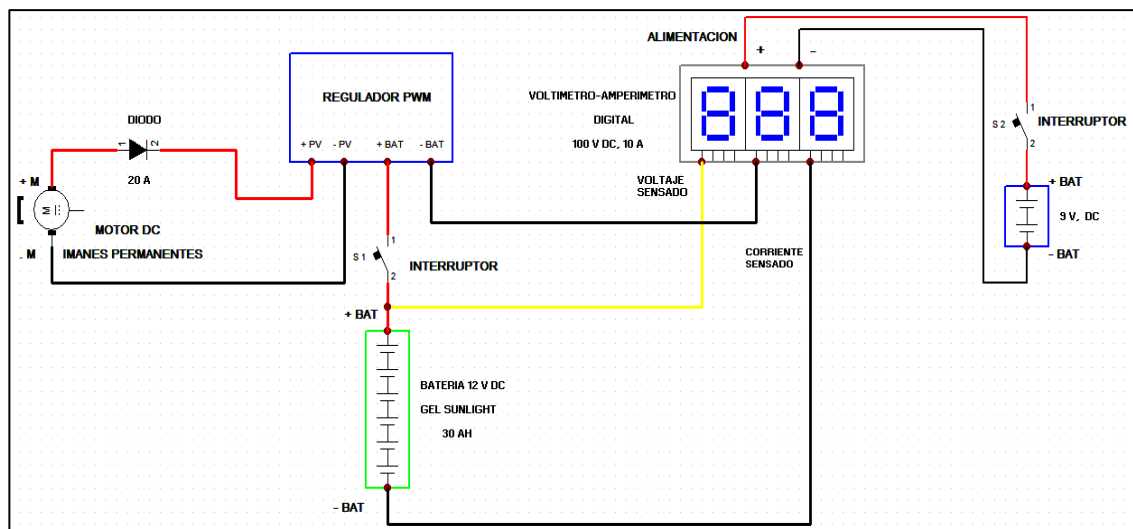 ALIMENTACION
+ -
REGULADOR PWM
VOLTIMETRO-AMPERIMETRO
DIGITAL
100 V DC, 10 A
DIODO
1 2
20 A
+ PV - PV + BAT - BAT
1
S 2
INTERRUPTOR
2
VOLTAJE
SENSADO
+ M
M
MOTOR DC
. M IMANES PERMANENTES
+ BAT
9 V, DC
- BAT
1
S 1
INTERRUPTOR
2
CORRIENTE
SENSADO
+ BAT
BATERIA 12 V DC
GEL SUNLIGHT
30 AH
- BAT